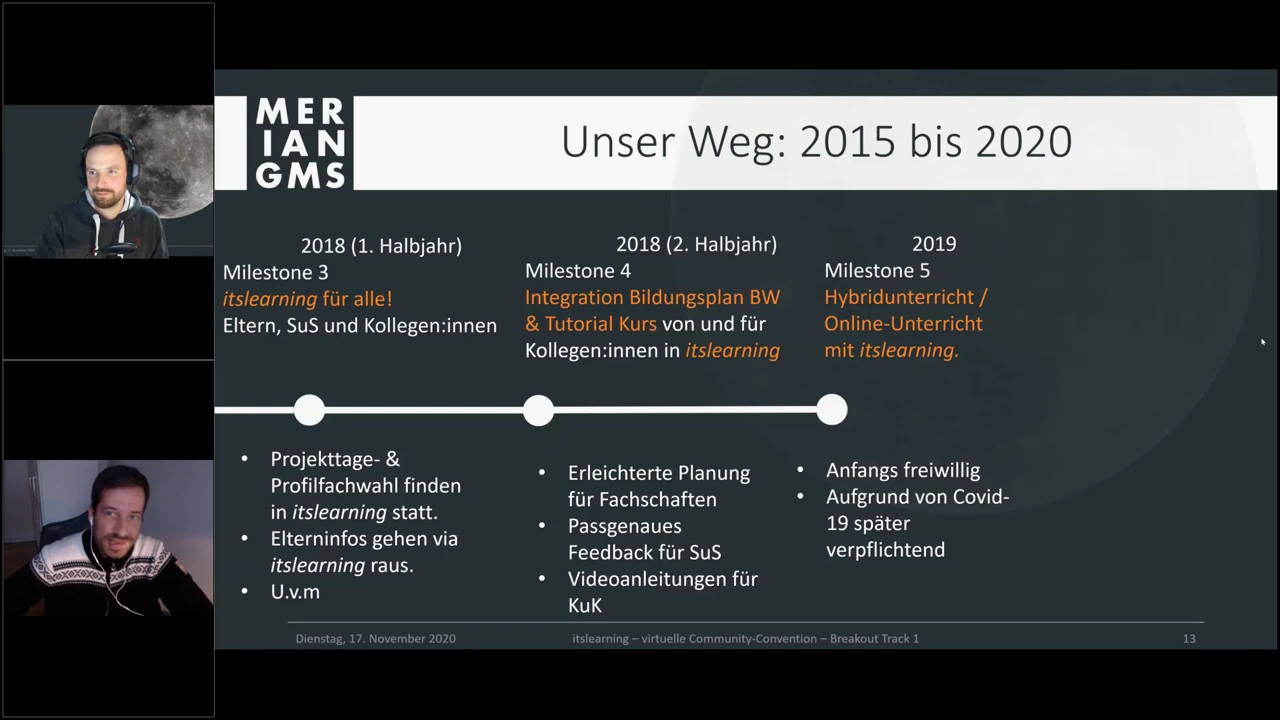 MER
IAN
GMS
Unser Weg: 2015 bis 2020
2018 (1. Halbjahr)
Milestone 3
itslearning für alle!
Eltern, SuS und Kollegen:innen
2018 (2. Halbjahr)
Milestone 4
Integration Bildungsplan BW
& Tutorial Kurs von und für
Kollegen:innen in itslearning
2019
Milestone 5
Hybridunterricht /
Online-Unterricht
mit itslearning.
• Projekttage- &
Profilfachwahl finden
in itslearning statt.
• Elterninfos gehen via
itslearning raus.
• U.v.m
• Erleichterte Planung
für Fachschaften
• Passgenaues
Feedback für SuS
• Videoanleitungen für
KuK
• Anfangs freiwillig
• Aufgrund von Covid-
19 später
verpflichtend
Dienstag, 17. November 2020
itslearning – virtuelle Community-Convention – Breakout Track 1
13